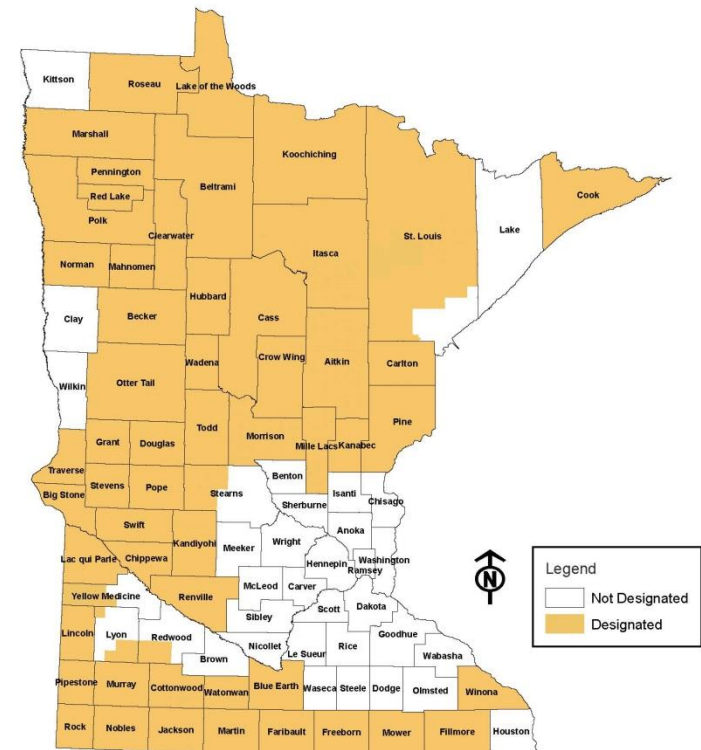 Kittson
Roseau
Lake of the Woods
Marshall
Koochiching
Pennington
Beltrami
Red Lake
Cook
Polk
Lake
Clearwater
St. Louis
Itasca
Norman
Mahnomen
Hubbard
Clay
Becker
Cass
Crow Wing
Aitkin
Carlton
Wadena
Wilkin
Otter Tail
Pine
Todd
Morrison
Grant
Douglas
Mille Lacs
Kanabec
Traverse
Benton
Stevens
Pope
Stearns
Isanti
Chisago
Big Stone
Sherburne
Swift
Anoka
Kandiyohi
Wright
Meeker
Washington
Lac qui Parle
Chippewa
Hennepin
Ramsey
McLeod
Carver
Yellow Medicine
Renville
Scott
Dakota
Sibley
Lincoln
Lyon
Redwood
Goodhue
Nicollet
Le Sueur
Rice
Wabasha
Brown
Pipestone
Murray
Cottonwood
Watonwan
Blue Earth
Waseca
Steele
Dodge
Olmsted
Winona
Rock
Nobles
Jackson
Martin
Faribault
Freeborn
Mower
Fillmore
Houston
N
Legend
Not Designated
Designated